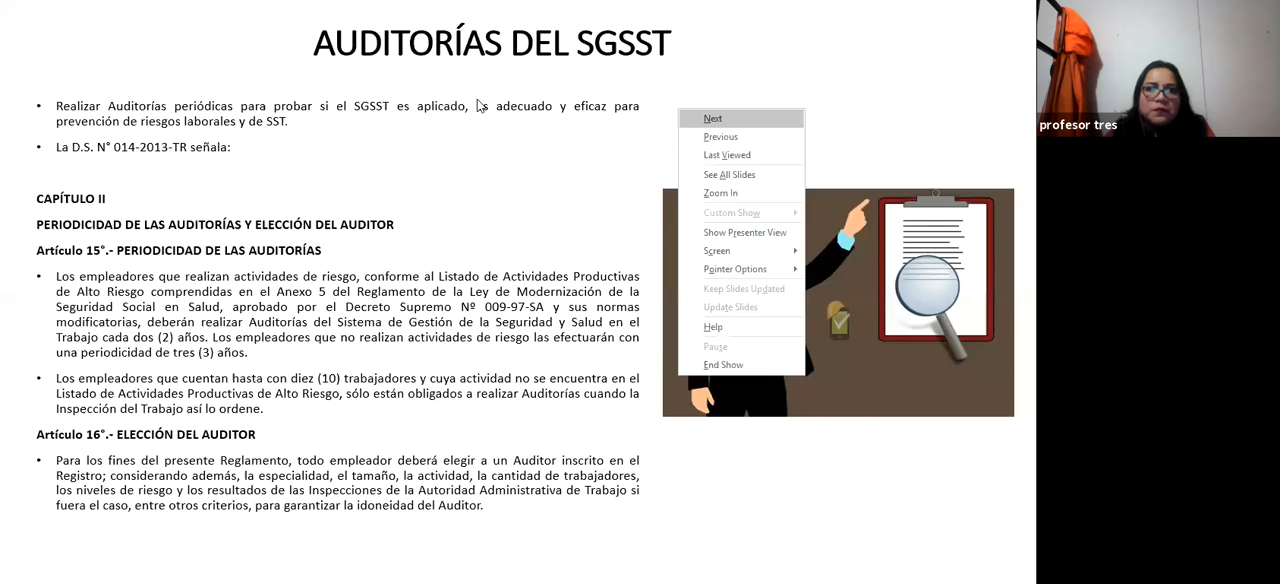 AUDITORÍAS DEL SGSST
• Realizar Auditorías periódicas para probar si el SGSST es aplicado, es adecuado y eficaz para
prevención de riesgos laborales y de SST.
• La D.S. N° 014-2013-TR señala:
CAPÍTULO II
PERIODICIDAD DE LAS AUDITORÍAS Y ELECCIÓN DEL AUDITOR
Artículo 15°.- PERIODICIDAD DE LAS AUDITORÍAS
• Los empleadores que realizan actividades de riesgo, conforme al Listado de Actividades Productivas
de Alto Riesgo comprendidas en el Anexo 5 del Reglamento de la Ley de Modernización de la
Seguridad Social en Salud, aprobado por el Decreto Supremo Nº 009-97-SA y sus normas
modificatorias, deberán realizar Auditorías del Sistema de Gestión de la Seguridad y Salud en el
Trabajo cada dos (2) años. Los empleadores que no realizan actividades de riesgo las efectuarán con
una periodicidad de tres (3) años.
• Los empleadores que cuentan hasta con diez (10) trabajadores y cuya actividad no se encuentra en el
Listado de Actividades Productivas de Alto Riesgo, sólo están obligados a realizar Auditorías cuando la
Inspección del Trabajo así lo ordene.
Artículo 16°.- ELECCIÓN DEL AUDITOR
• Para los fines del presente Reglamento, todo empleador deberá elegir a un Auditor inscrito en el
Registro; considerando además, la especialidad, el tamaño, la actividad, la cantidad de trabajadores,
los niveles de riesgo y los resultados de las Inspecciones de la Autoridad Administrativa de Trabajo si
fuera el caso, entre otros criterios, para garantizar la idoneidad del Auditor.
Next
Previous
Last Viewed
See All Slides
Zoom In
Custom Show
Show Presenter View
Screen
Pointer Options
Keep Slides Updated
Update Slides
Help
Pause
End Show
profesor tres